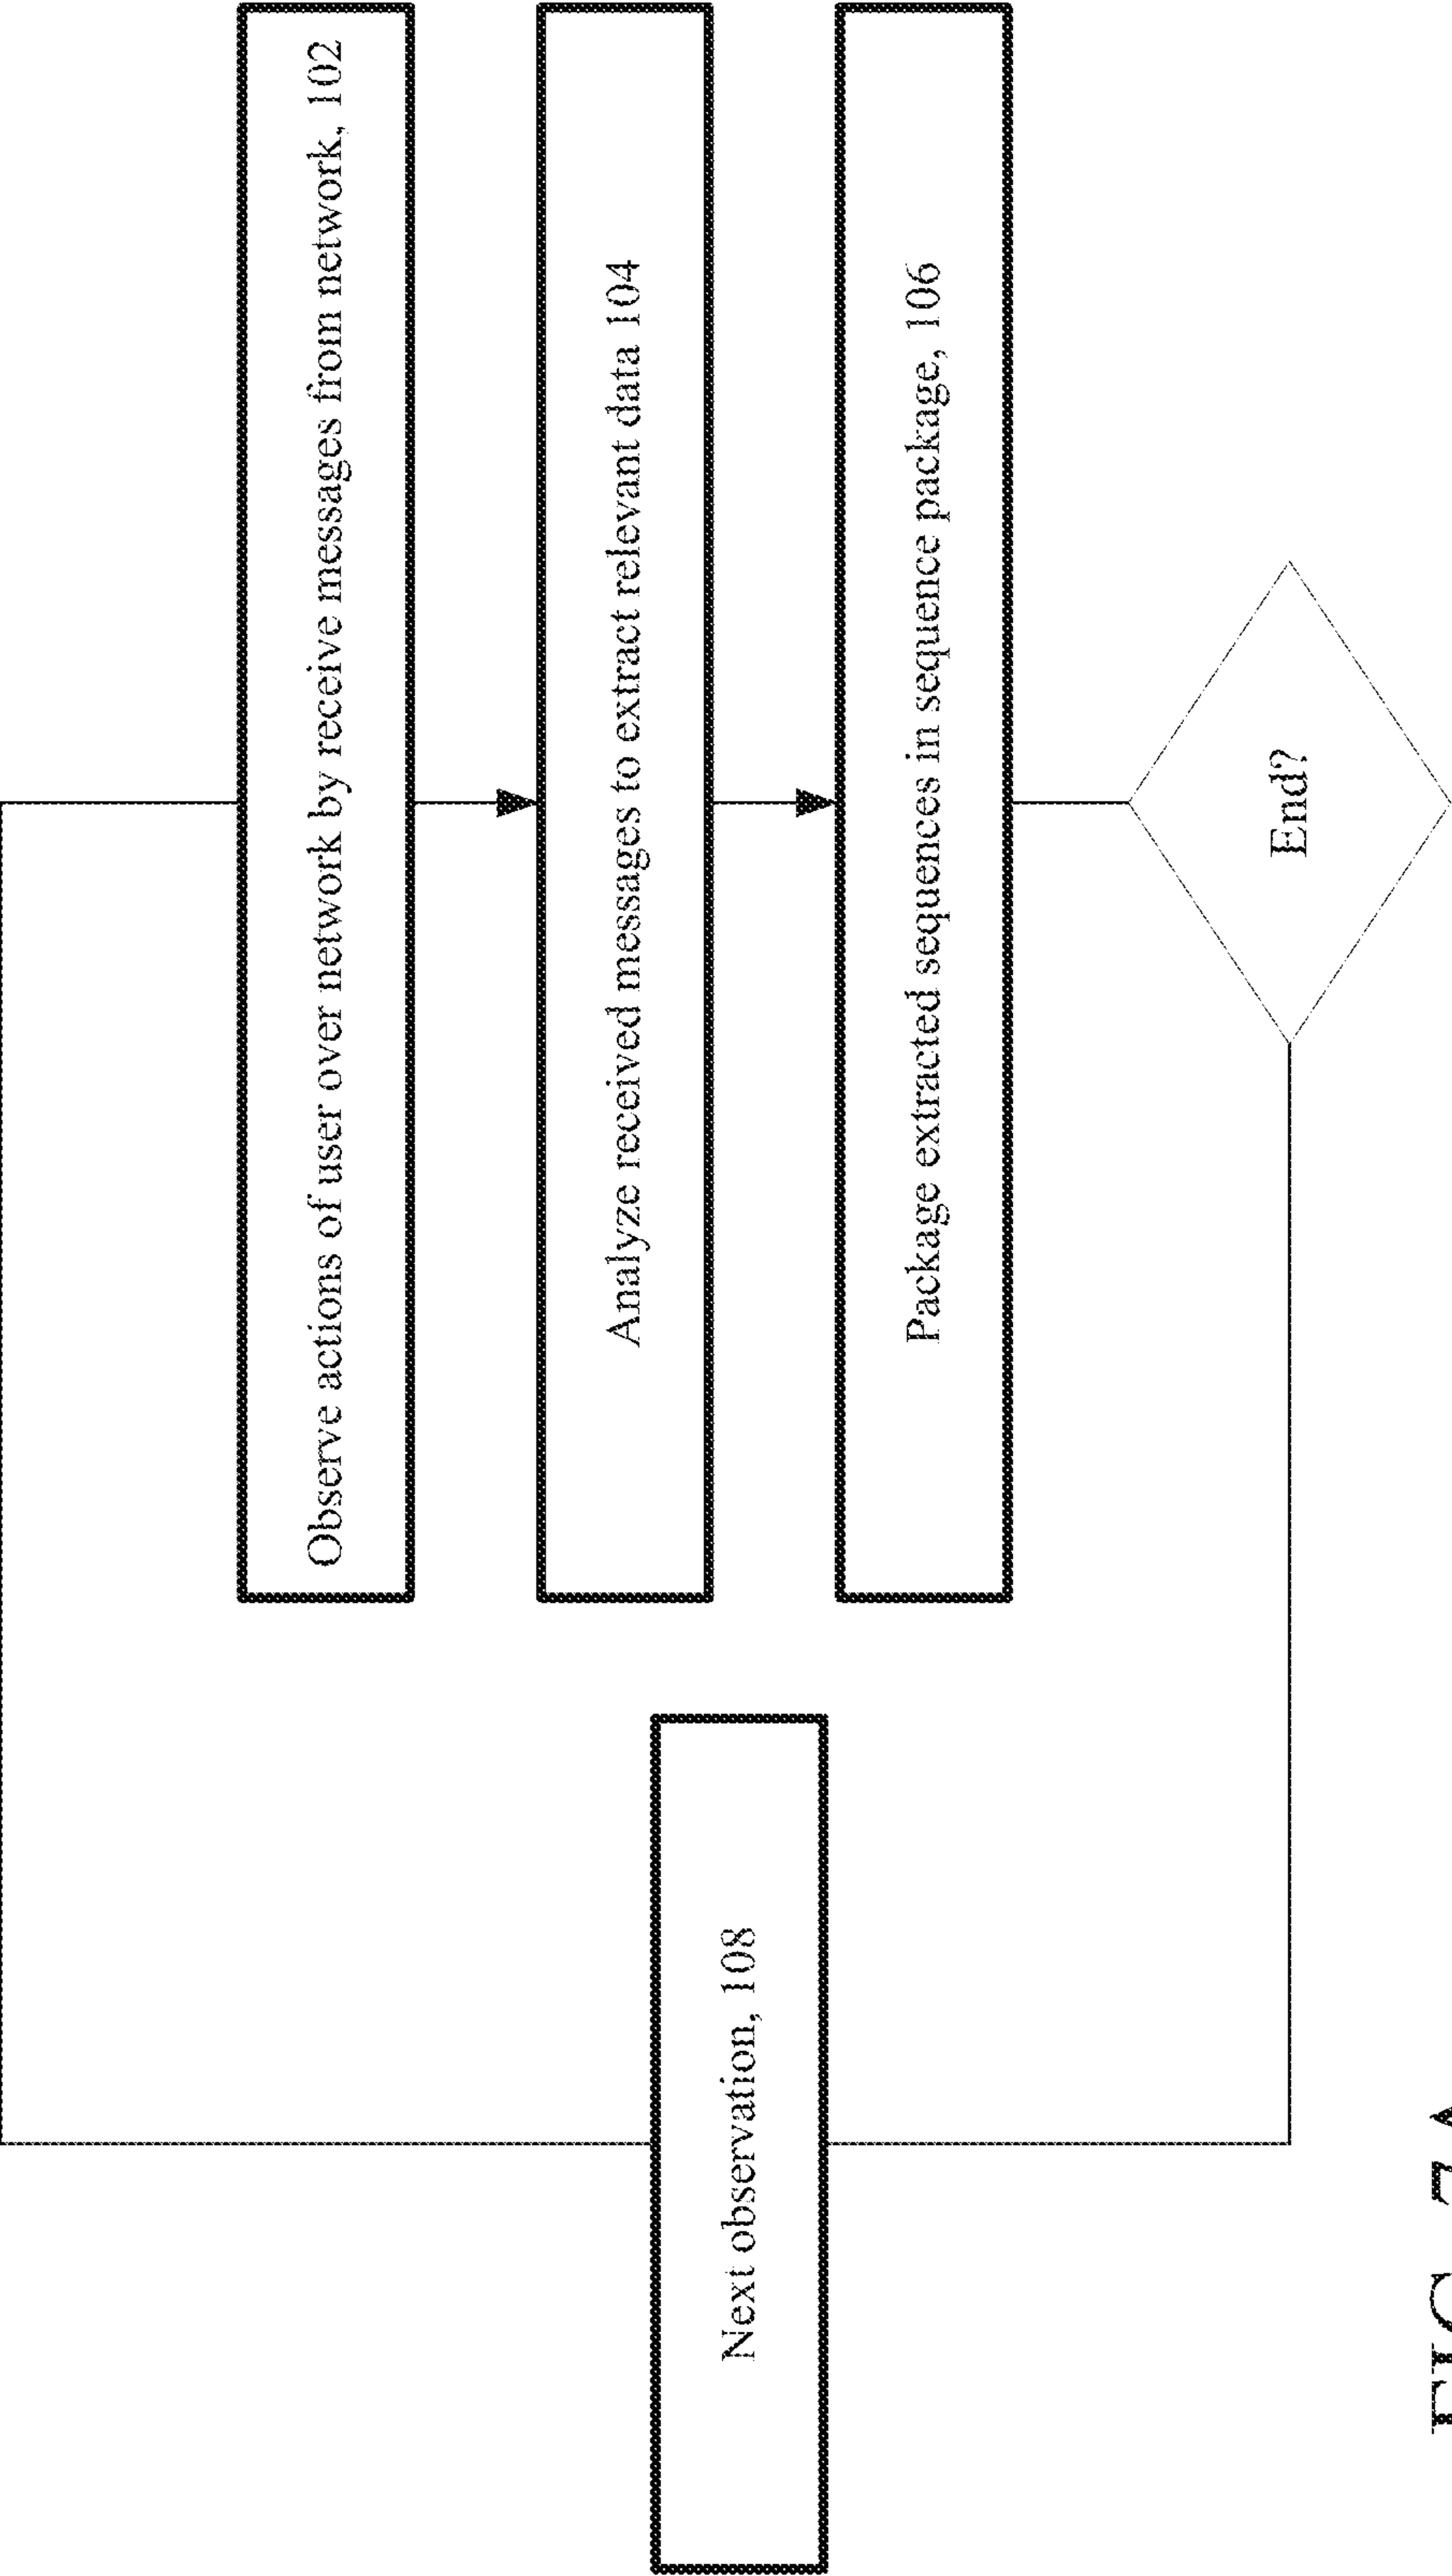 Observe actions of user over network by receive messages from network, 102
Analyze received messages to extract relevant data 104
Package extracted sequences in sequence package, 106
End?
Next observation, 108